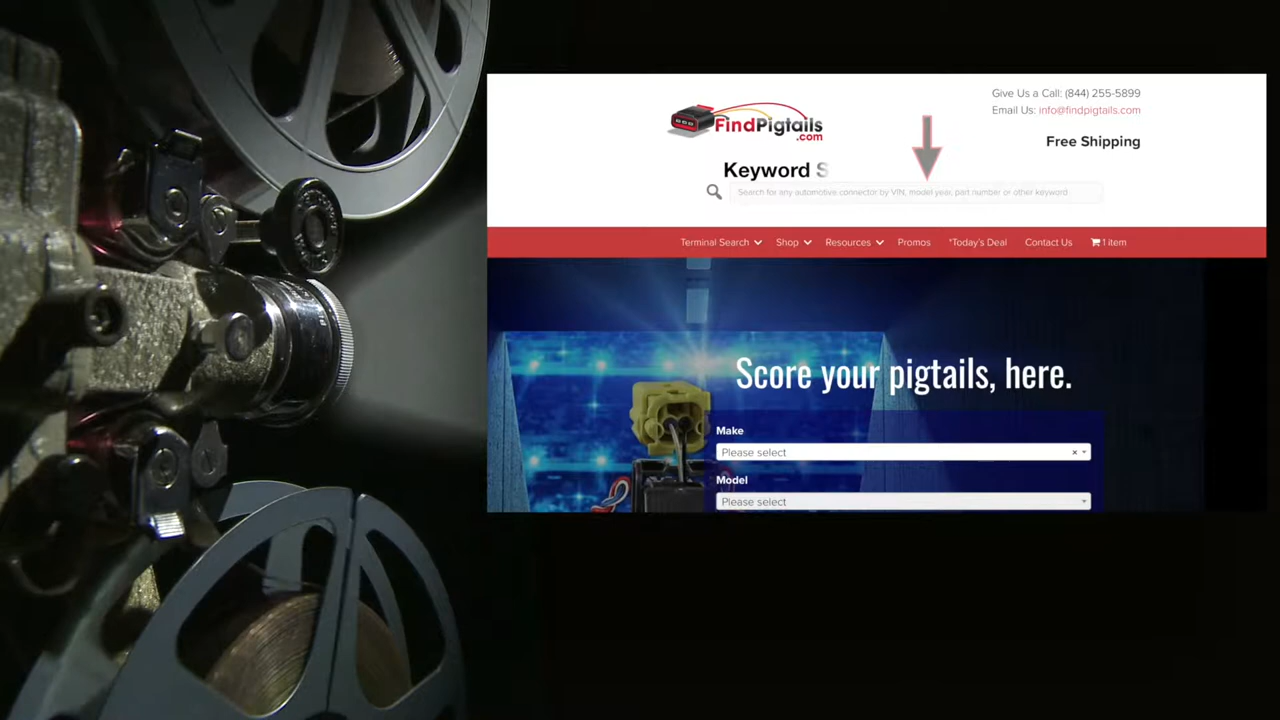 Give Us a Call: (844) 255-5899
Email Us: info@findpigtails.com
FindPigtails
.com
Free Shipping
Keyword S
Search for any automotive connector by VIN, model year, part number or other keyword
Terminal Search Shop Resources Promos *Today's Deal Contact Us 1 item
Score your pigtails, here.
Make
Please select × 
Model
Please select